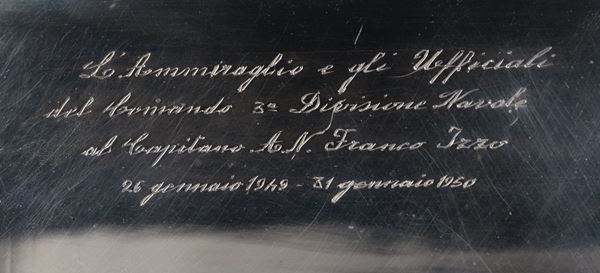 L'Ammiraglio e gli Ufficiali
del Comando 3ª Divisione Navale
al Capitano A.N. Franco Izzo
26 gennaio 1949 - 31 gennaio 1950